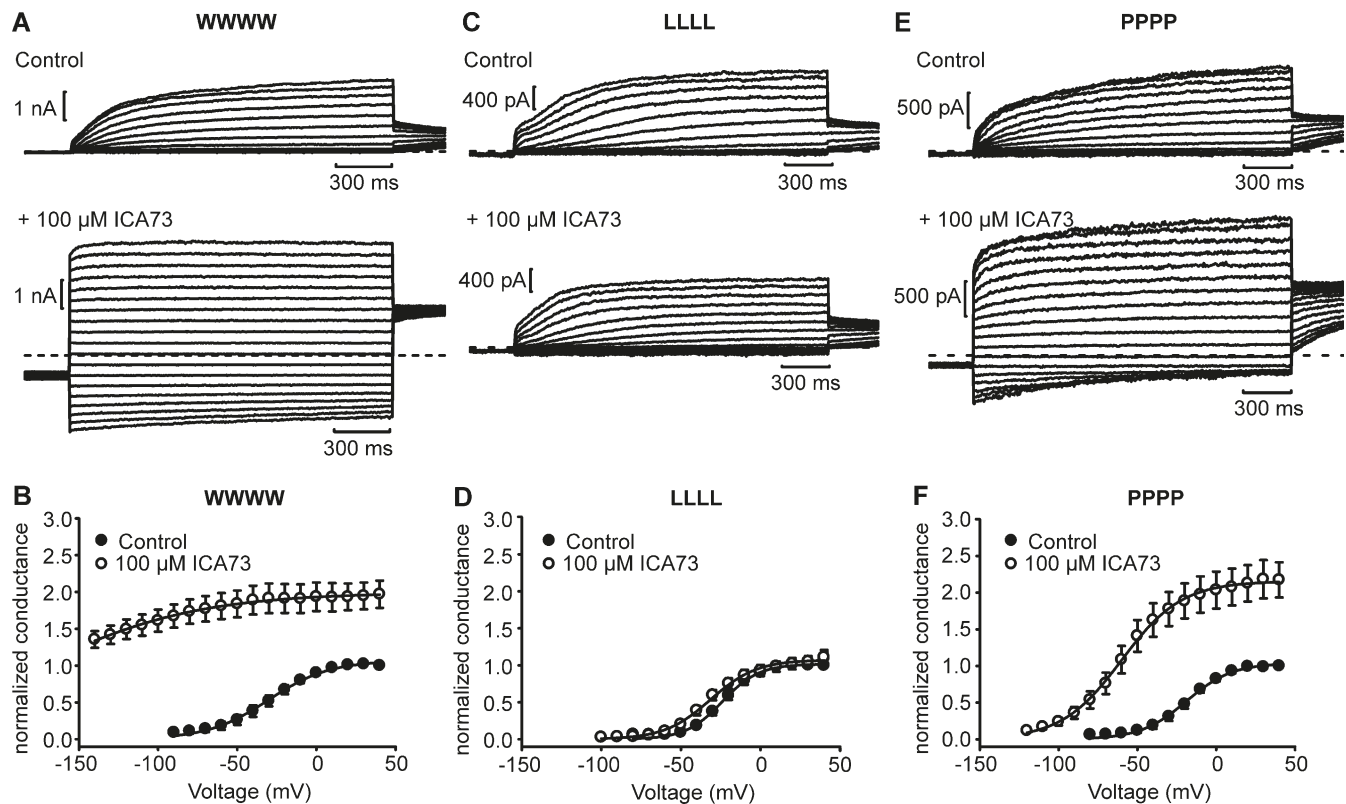 A
WWWW
Control
1 nA
300 ms
+ 100 µM ICA73
1 nA
300 ms
C
LLLL
Control
400 pA
300 ms
+ 100 µM ICA73
400 pA
300 ms
E
PPPP
Control
500 pA
300 ms
+ 100 µM ICA73
500 pA
300 ms
B
WWWW
normalized conductance
3.0
2.5
2.0
1.5
1.0
0.5
0.0
Control
100 µM ICA73
-150
-100
-50
0
50
Voltage (mV)
D
LLLL
normalized conductance
3.0
2.5
2.0
1.5
1.0
0.5
0.0
Control
100 µM ICA73
-150
-100
-50
0
50
Voltage (mV)
F
PPPP
normalized conductance
3.0
2.5
2.0
1.5
1.0
0.5
0.0
Control
100 µM ICA73
-150
-100
-50
0
50
Voltage (mV)